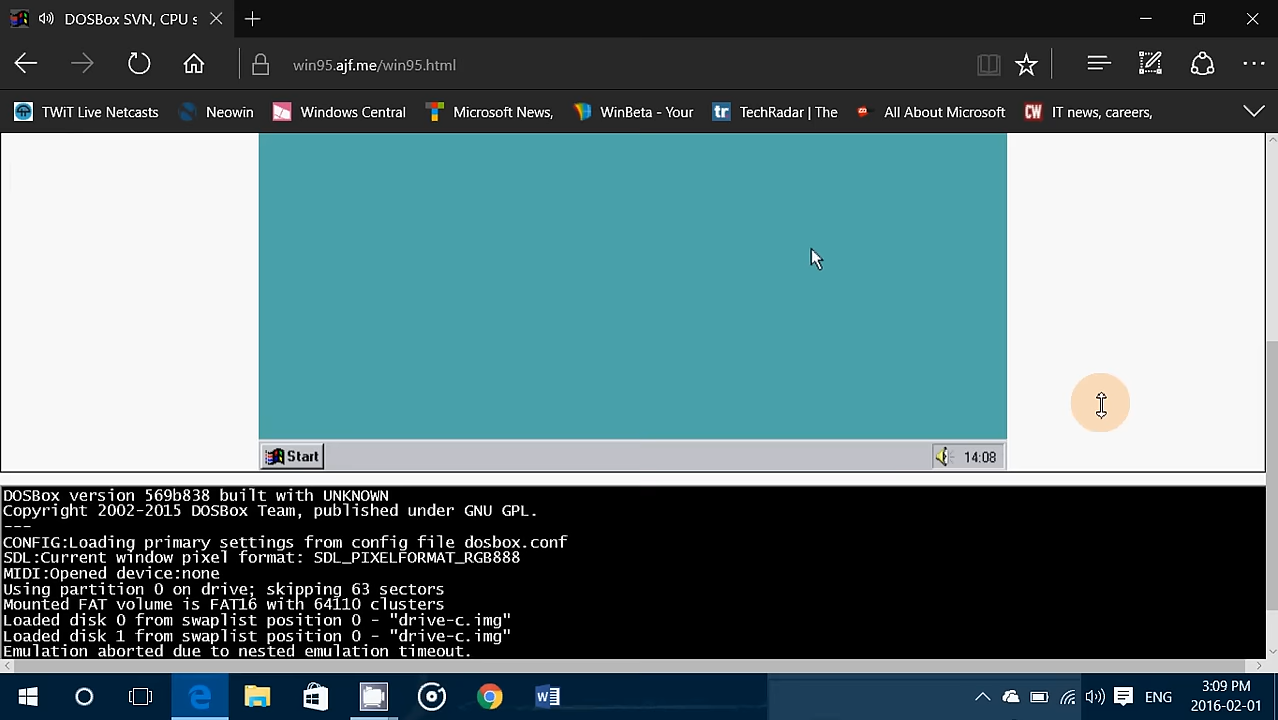 DOSBox SVN, CPU s
win95.ajf.me/win95.html
TWiT Live Netcasts Neowin Windows Central Microsoft News, WinBeta - Your TechRadar | The All About Microsoft CW IT news, careers,
Start 14:08
DOSBox version 569b838 built with UNKNOWN
Copyright 2002-2015 DOSBox Team, published under GNU GPL.
---
CONFIG:Loading primary settings from config file dosbox.conf
SDL:Current window pixel format: SDL_PIXELFORMAT_RGB888
MIDI:Opened device:none
Using partition 0 on drive; skipping 63 sectors
Mounted FAT volume is FAT16 with 64110 clusters
Loaded disk 0 from swaplist position 0 - "drive-c.img"
Loaded disk 1 from swaplist position 0 - "drive-c.img"
Emulation aborted due to nested emulation timeout.
ENG 3:09 PM
2016-02-01